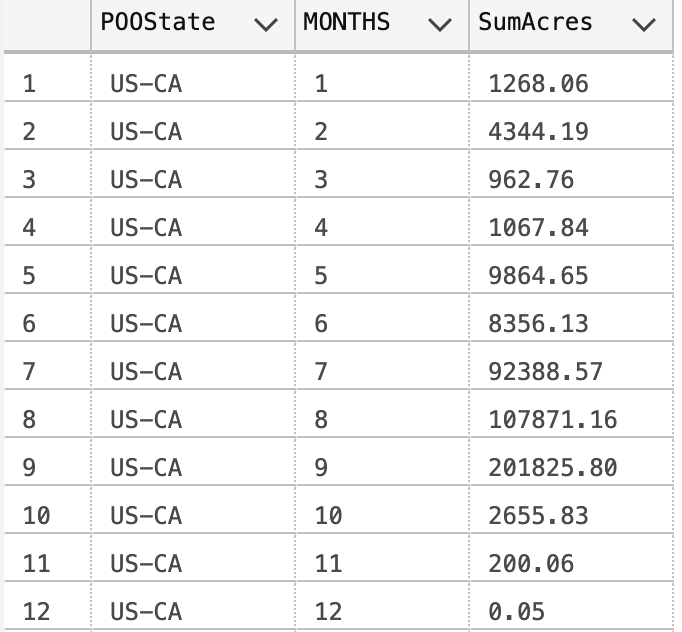 POOState MONTHS SumAcres
1 US-CA 1 1268.06
2 US-CA 2 4344.19
3 US-CA 3 962.76
4 US-CA 4 1067.84
5 US-CA 5 9864.65
6 US-CA 6 8356.13
7 US-CA 7 92388.57
8 US-CA 8 107871.16
9 US-CA 9 201825.80
10 US-CA 10 2655.83
11 US-CA 11 200.06
12 US-CA 12 0.05